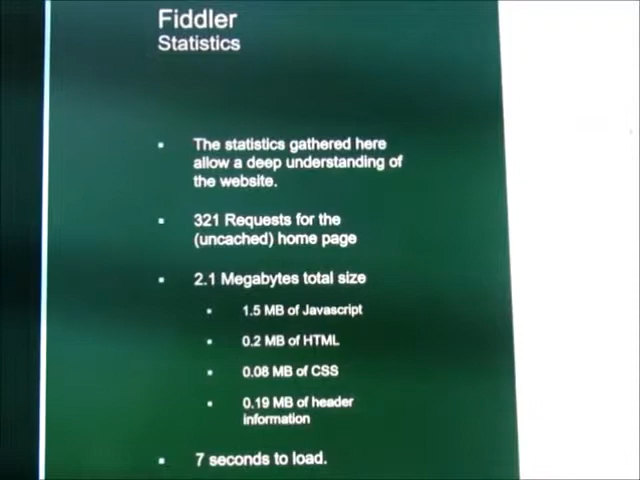 Fiddler
Statistics
▪ The statistics gathered here
allow a deep understanding of
the website.
▪ 321 Requests for the
(uncached) home page
▪ 2.1 Megabytes total size
▪ 1.5 MB of Javascript
▪ 0.2 MB of HTML
▪ 0.08 MB of CSS
▪ 0.19 MB of header
information
▪ 7 seconds to load.